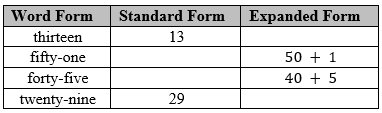 Word Form Standard Form Expanded Form
thirteen 13
fifty-one 50 + 1
forty-five 40 + 5
twenty-nine 29